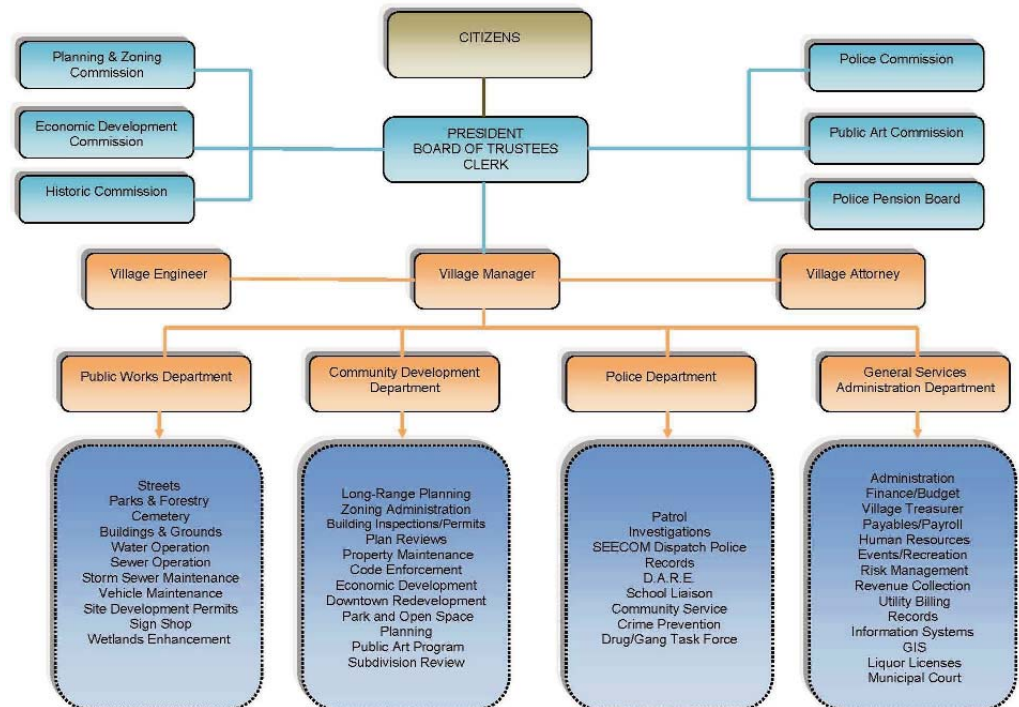 CITIZENS
Planning & Zoning
Commission
Economic Development
Commission
Historic Commission
PRESIDENT
BOARD OF TRUSTEES
CLERK
Police Commission
Public Art Commission
Police Pension Board
Village Engineer
Village Manager
Village Attorney
Public Works Department
Community Development
Department
Police Department
General Services
Administration Department
Streets
Parks & Forestry
Cemetery
Buildings & Grounds
Water Operation
Sewer Operation
Storm Sewer Maintenance
Vehicle Maintenance
Site Development Permits
Sign Shop
Wetlands Enhancement
Long-Range Planning
Zoning Administration
Building Inspections/Permits
Plan Reviews
Property Maintenance
Code Enforcement
Economic Development
Downtown Redevelopment
Park and Open Space
Planning
Public Art Program
Subdivision Review
Patrol
Investigations
SEECOM Dispatch Police
Records
D.A.R.E.
School Liaison
Community Service
Crime Prevention
Drug/Gang Task Force
Administration
Finance/Budget
Village Treasurer
Payables/Payroll
Human Resources
Events/Recreation
Risk Management
Revenue Collection
Utility Billing
Records
Information Systems
GIS
Liquor Licenses
Municipal Court